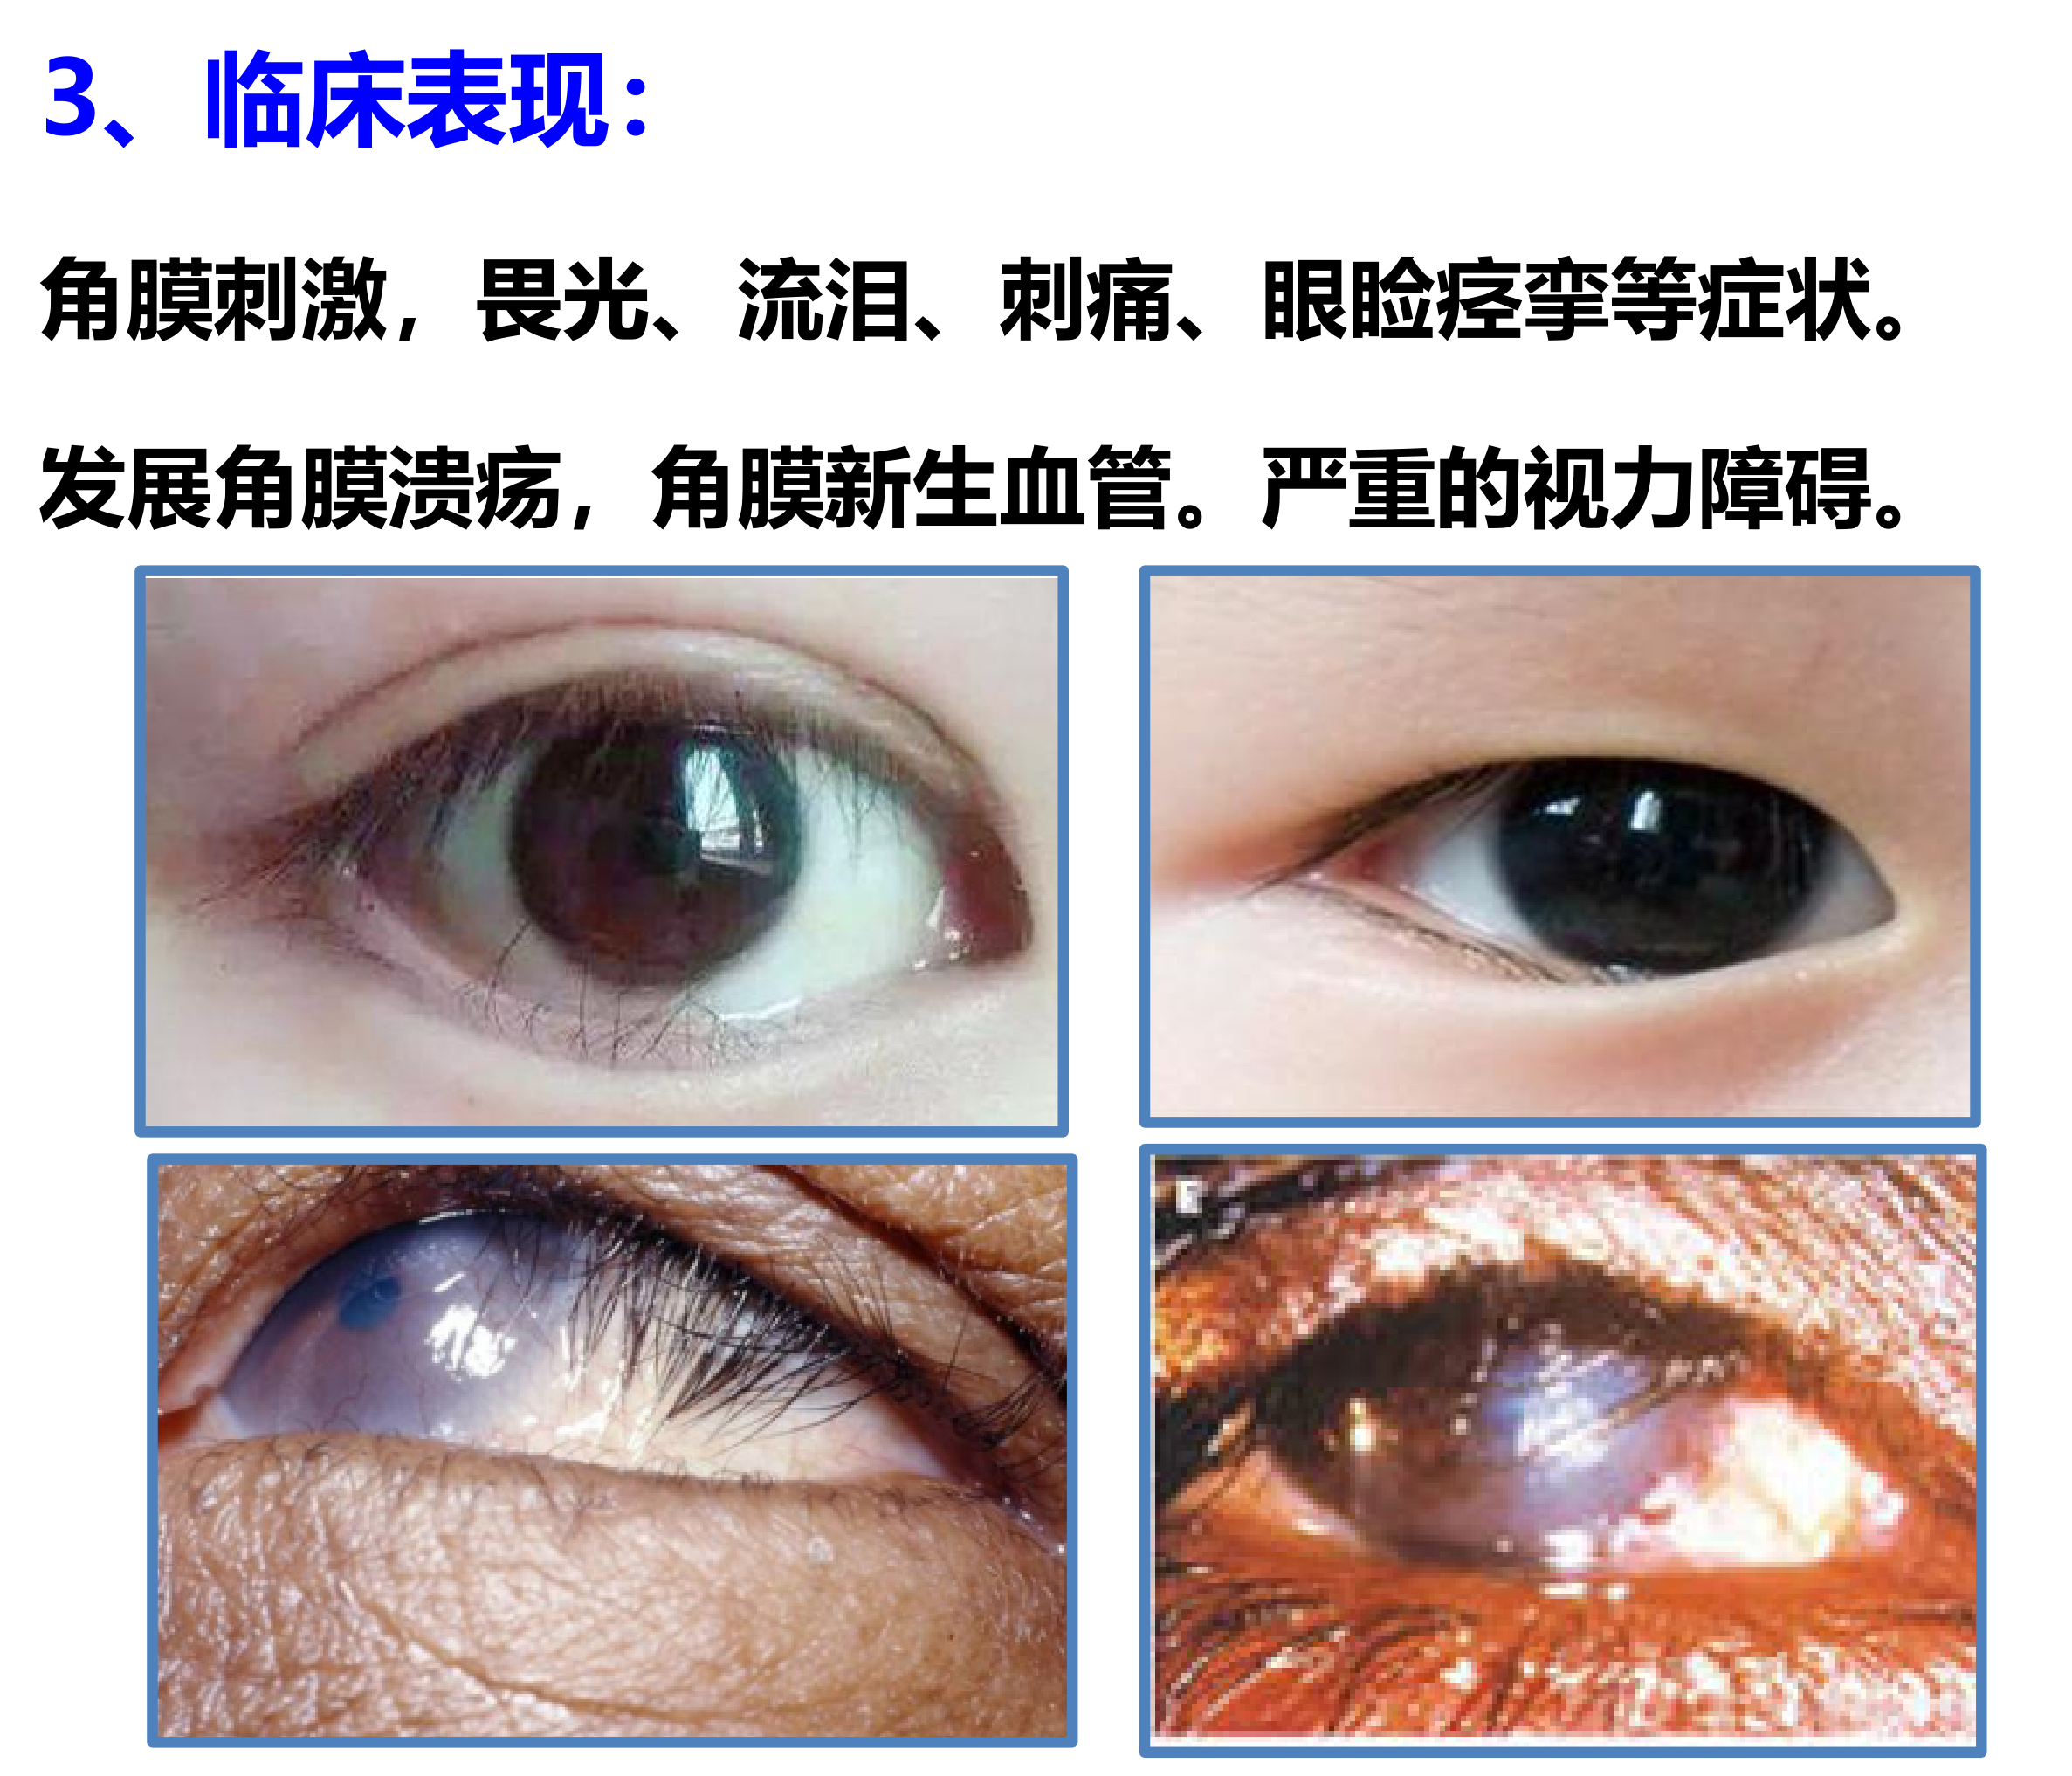 3、临床表现：
角膜刺激，畏光、流泪、刺痛、眼睑痉挛等症状。
发展角膜溃疡，角膜新生血管。严重的视力障碍。